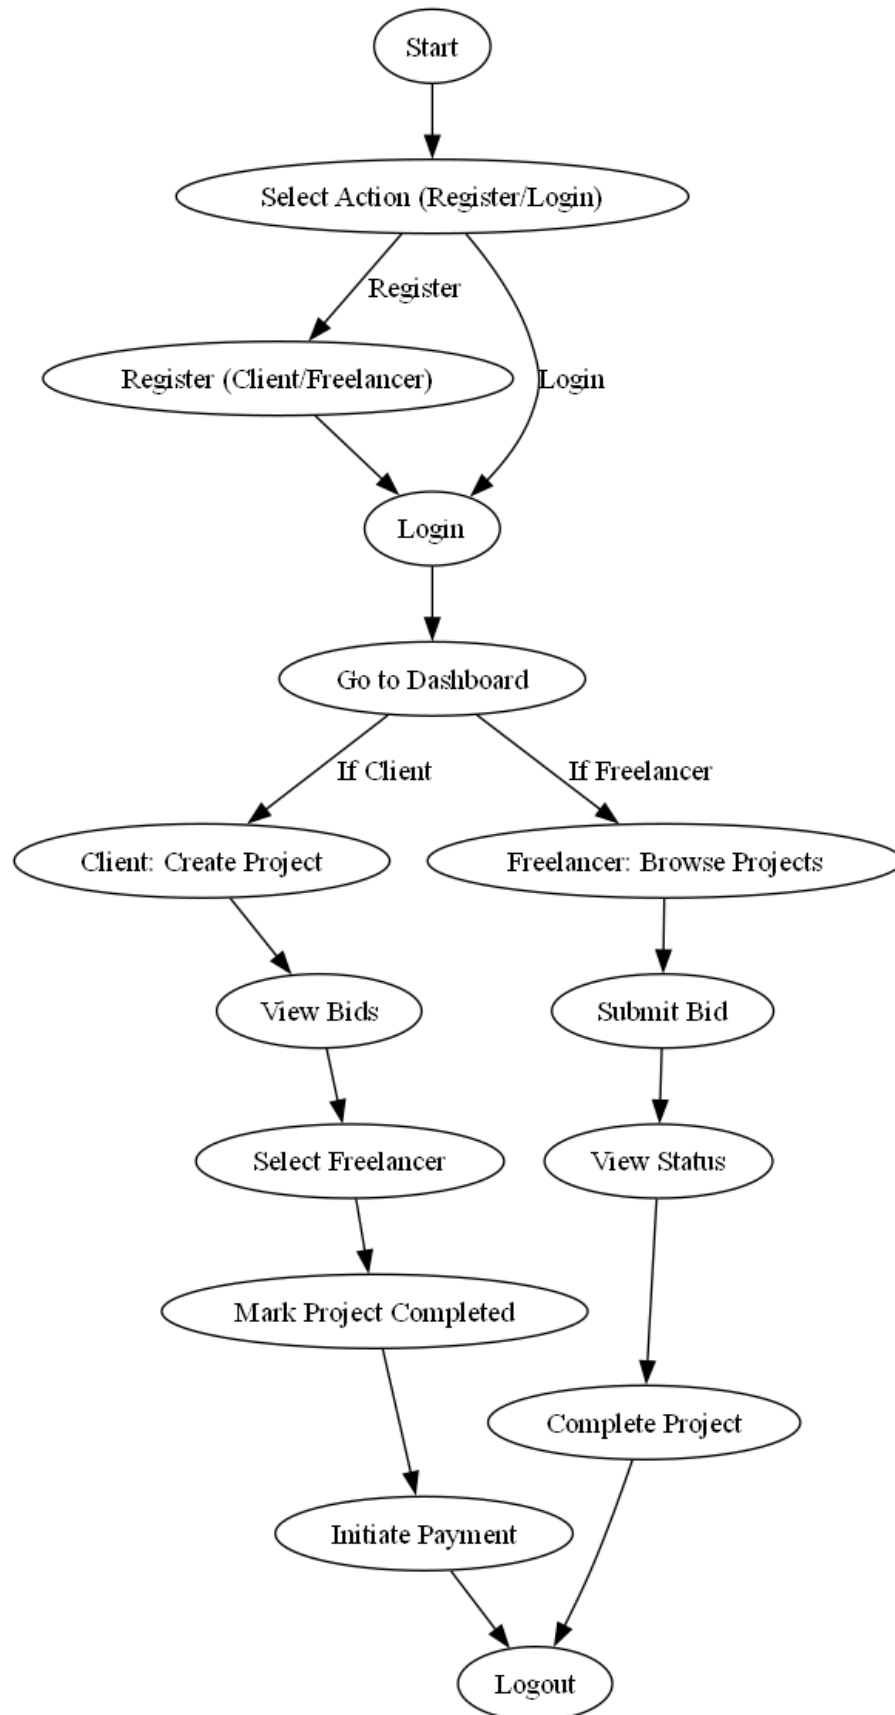 Start
Select Action (Register/Login)
Register
Register (Client/Freelancer)
Login
Login
Go to Dashboard
If Client
If Freelancer
Client: Create Project
Freelancer: Browse Projects
View Bids
Submit Bid
Select Freelancer
View Status
Mark Project Completed
Complete Project
Initiate Payment
Logout